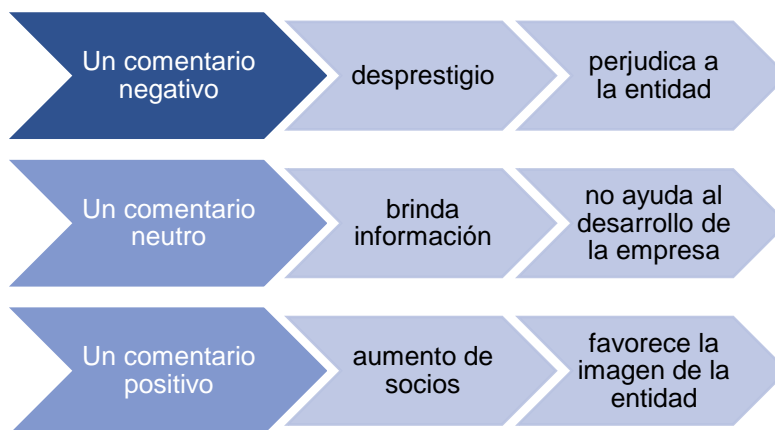 Un comentario
negativo
desprestigio
perjudica a
la entidad
Un comentario
neutro
brinda
información
no ayuda al
desarrollo de
la empresa
Un comentario
positivo
aumento de
socios
favorece la
imagen de la
entidad